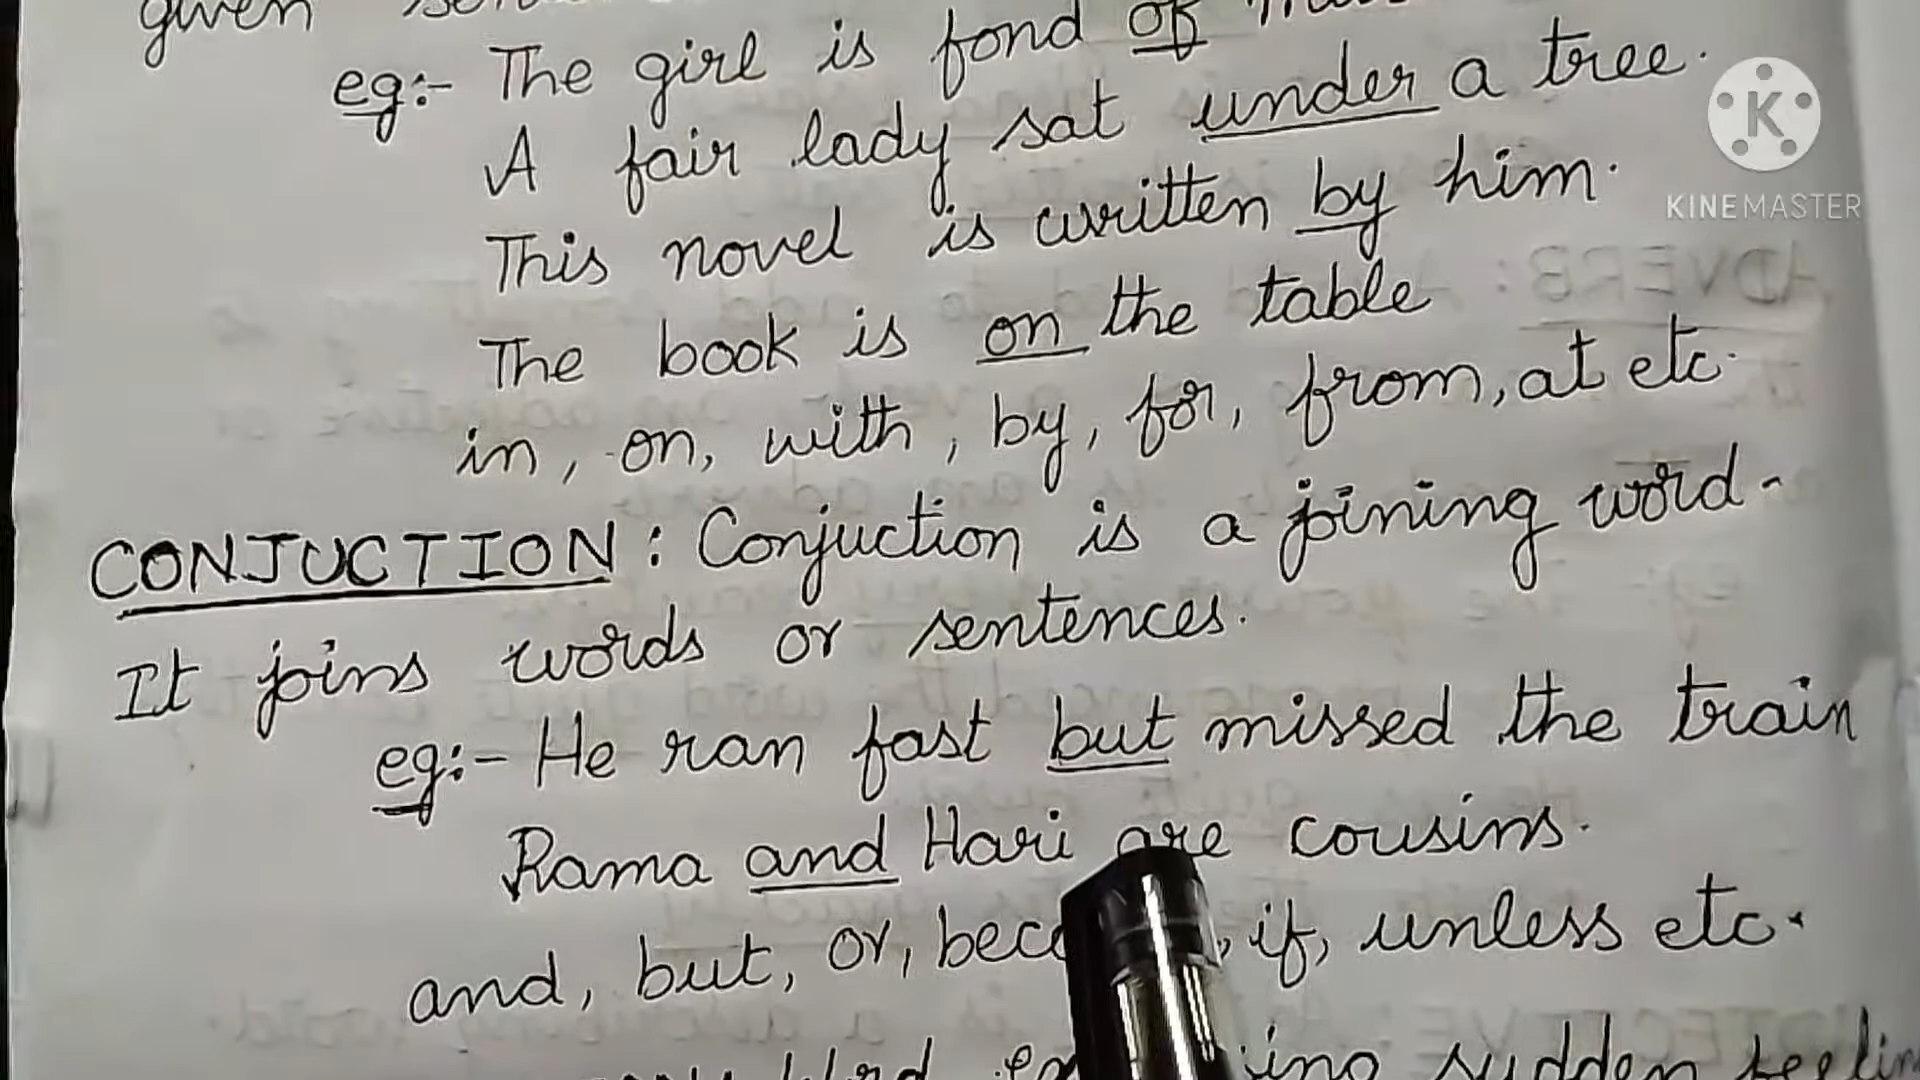 given
eg:- The girl is fond of
A fair lady sat under a tree.
This novel is written by him.
The book is on the table
in, on, with, by, for, from, at etc.
CONJUCTION: Conjuction is a joining word.
It joins words or sentences.
eg:- He ran fast but missed the train
Rama and Hari are cousins.
and, but, or, if, unless etc.
sudden
K
KINEMASTER